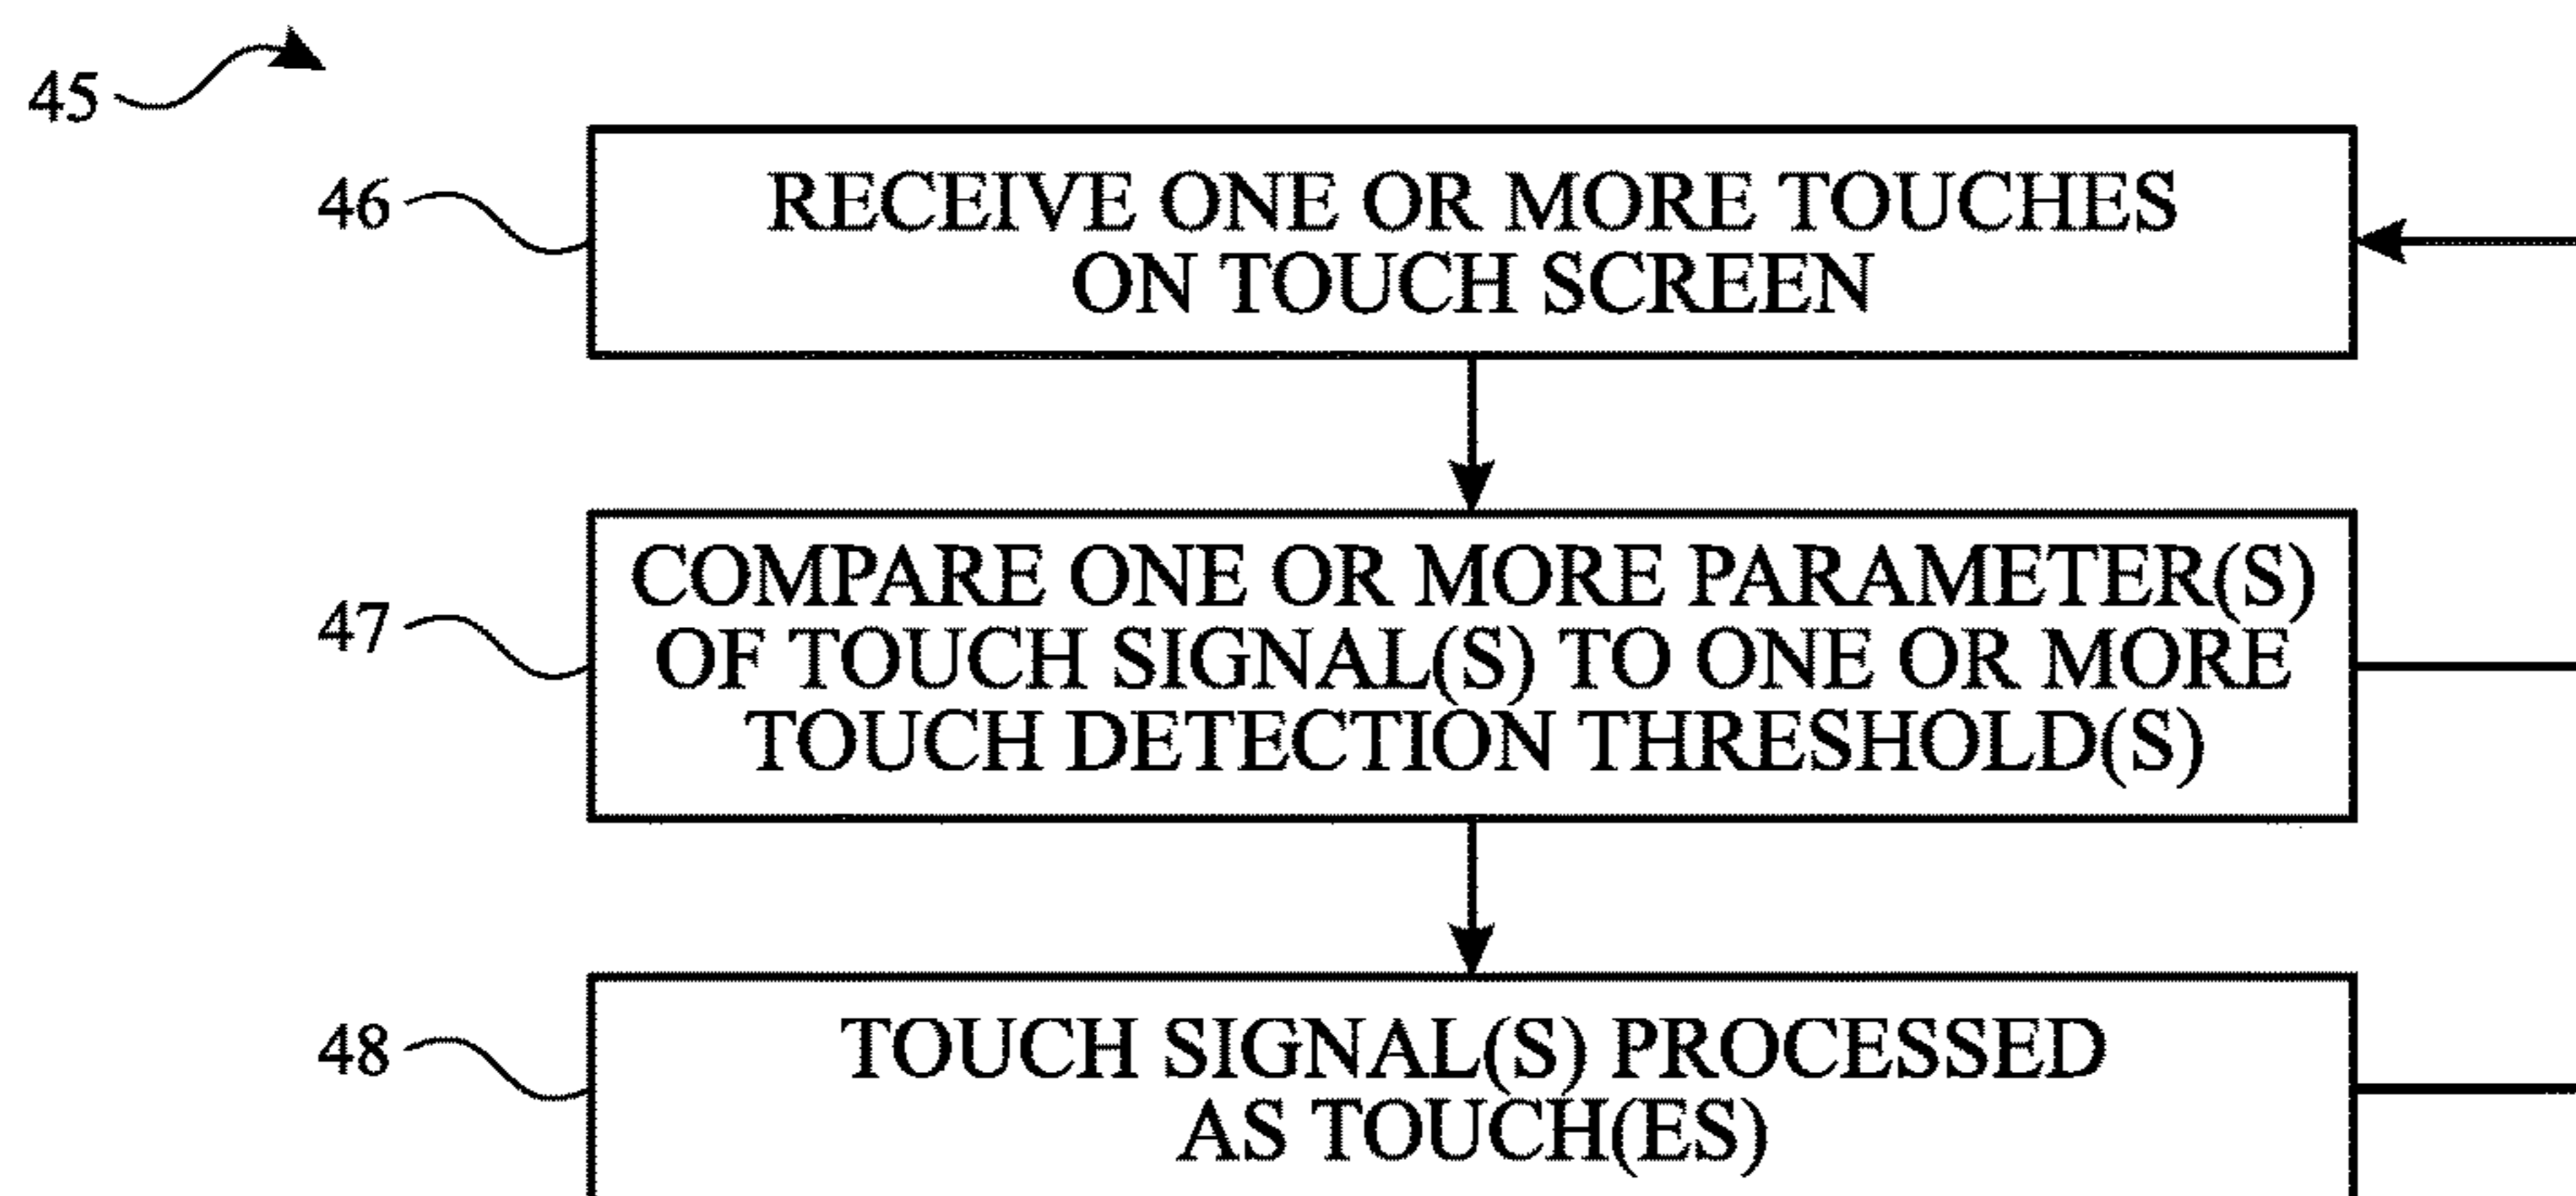 45
46
RECEIVE ONE OR MORE TOUCHES
ON TOUCH SCREEN
47
COMPARE ONE OR MORE PARAMETER(S)
OF TOUCH SIGNAL(S) TO ONE OR MORE
TOUCH DETECTION THRESHOLD(S)
48
TOUCH SIGNAL(S) PROCESSED
AS TOUCH(ES)